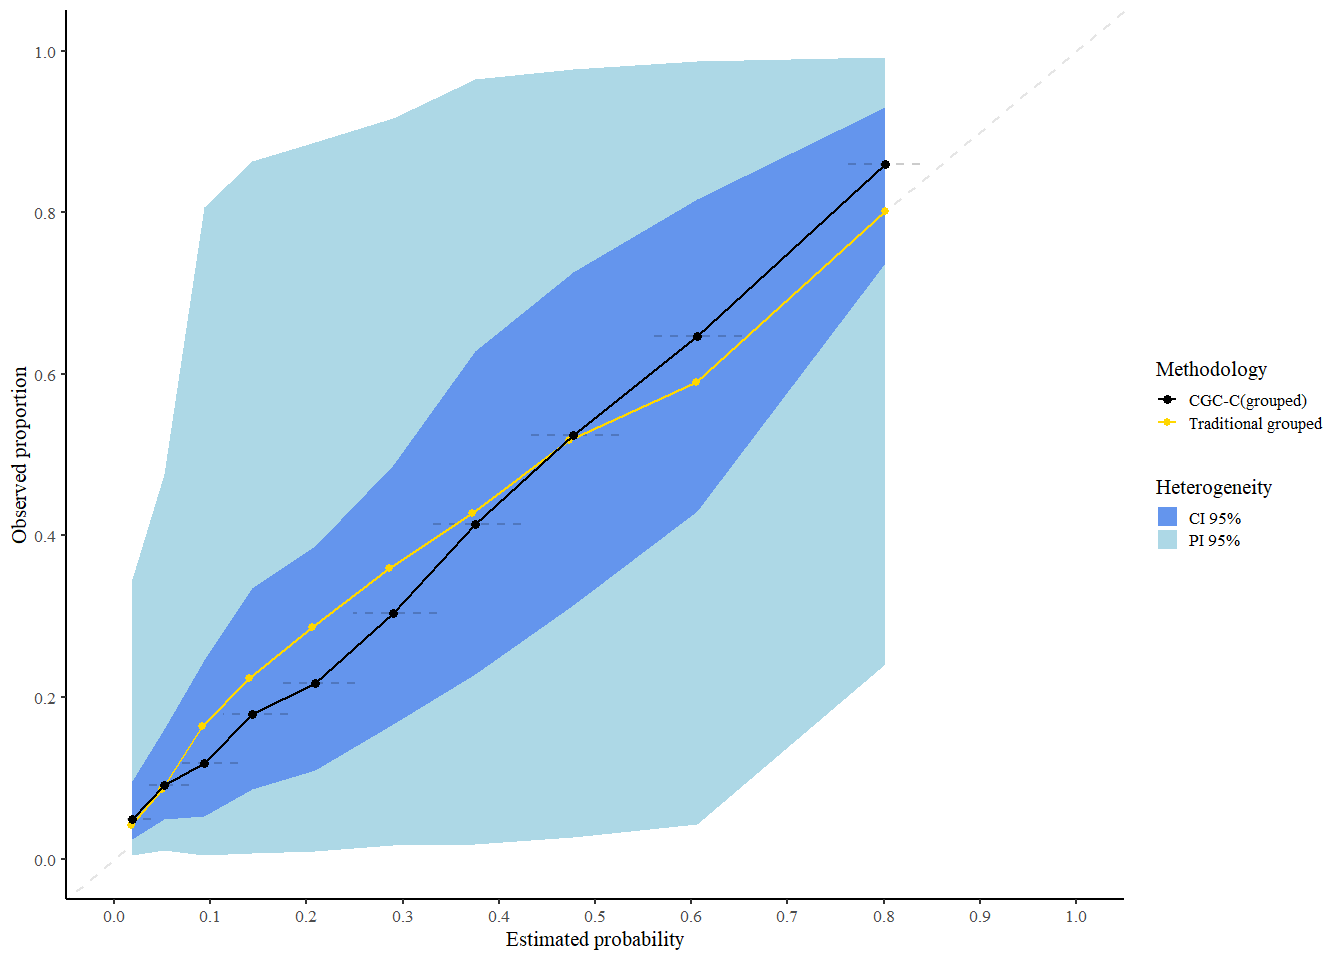 1.0
0.8
0.6
0.4
0.2
0.0
Observed proportion
0.0 0.1 0.2 0.3 0.4 0.5 0.6 0.7 0.8 0.9 1.0
Estimated probability
Methodology
CGC-C(grouped)
Traditional grouped
Heterogeneity
CI 95%
PI 95%